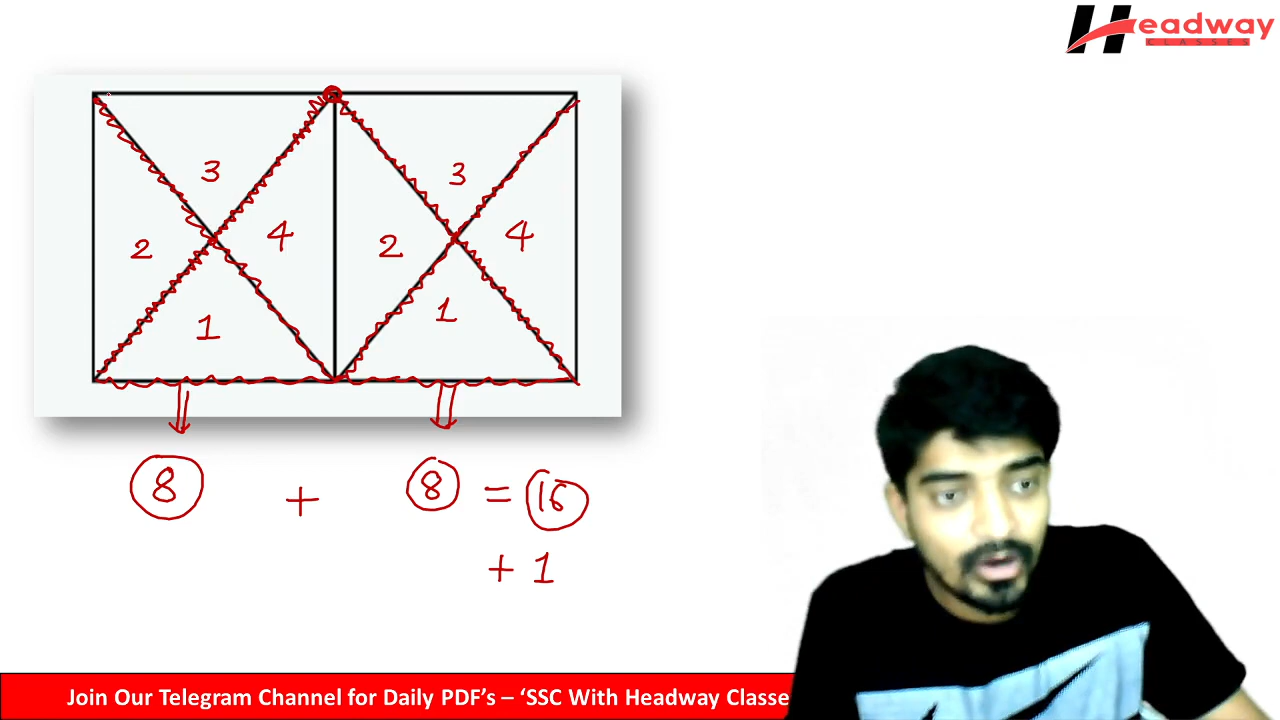 Headway
CLASSES
3 3
2 4 2 4
1 1
8 + 8 = 16
+ 1
Join Our Telegram Channel for Daily PDF's – 'SSC With Headway Classe